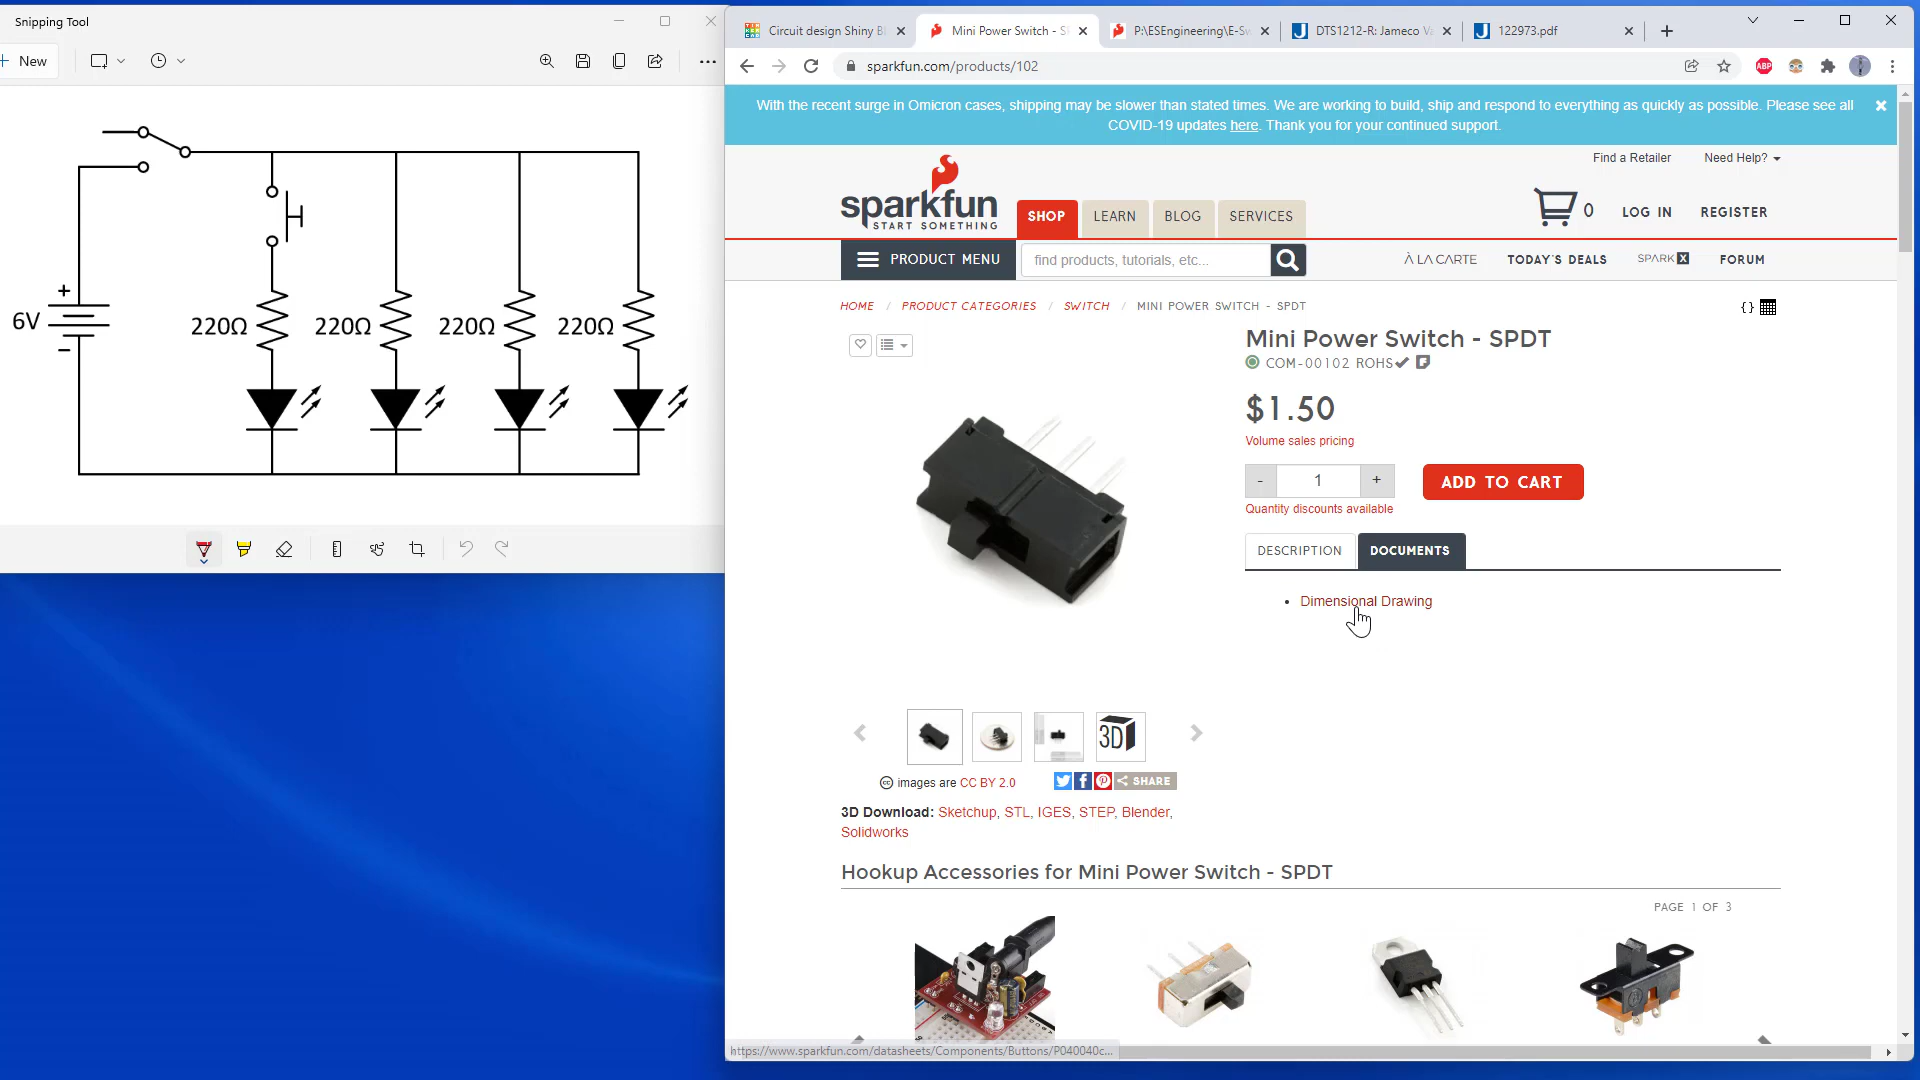 Snipping Tool
New
+
6V
−
220Ω
220Ω
220Ω
220Ω
Circuit design Shiny Bl
Mini Power Switch - SP
P:\ESEngineering\E-Sw
DTS1212-R: Jameco Va
122973.pdf
sparkfun.com/products/102
ABP
With the recent surge in Omicron cases, shipping may be slower than stated times. We are working to build, ship and respond to everything as quickly as possible. Please see all
COVID-19 updates here. Thank you for your continued support.
Find a Retailer
Need Help?
sparkfun
START SOMETHING
SHOP
LEARN
BLOG
SERVICES
0
LOG IN
REGISTER
PRODUCT MENU
find products, tutorials, etc...
À LA CARTE
TODAY'S DEALS
SPARK X
FORUM
HOME / PRODUCT CATEGORIES / SWITCH / MINI POWER SWITCH - SPDT
{}
Mini Power Switch - SPDT
COM-00102 ROHS✓
$1.50
Volume sales pricing
- 1 +
ADD TO CART
Quantity discounts available
DESCRIPTION
DOCUMENTS
• Dimensional Drawing
3D
cc images are CC BY 2.0
SHARE
3D Download: Sketchup, STL, IGES, STEP, Blender,
Solidworks
Hookup Accessories for Mini Power Switch - SPDT
PAGE 1 OF 3
https://www.sparkfun.com/datasheets/Components/Buttons/P040040c...